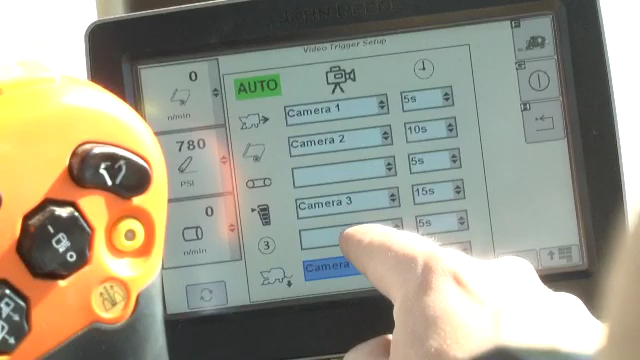 JOHN DEERE
Video Trigger Setup
0
n/min
780
PSI
0
n/min
AUTO
Camera 1
5s
Camera 2
10s
5s
Camera 3
15s
3
5s
Camera